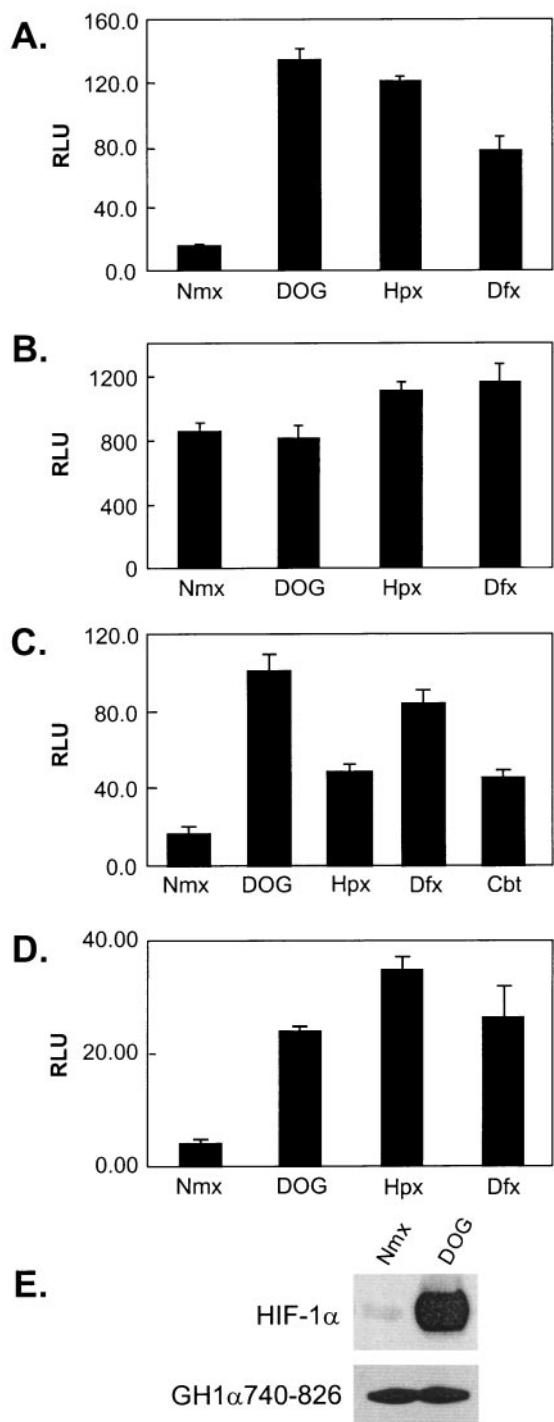 A.
160.0
120.0
80.0
40.0
0.0
RLU
Nmx DOG Hpx Dfx
B.
1200
800
400
0
RLU
Nmx DOG Hpx Dfx
C.
120.0
80.0
40.0
0.0
RLU
Nmx DOG Hpx Dfx Cbt
D.
40.00
20.00
0.00
RLU
Nmx DOG Hpx Dfx
E.
Nmx DOG
HIF-1α
GH1α740-826